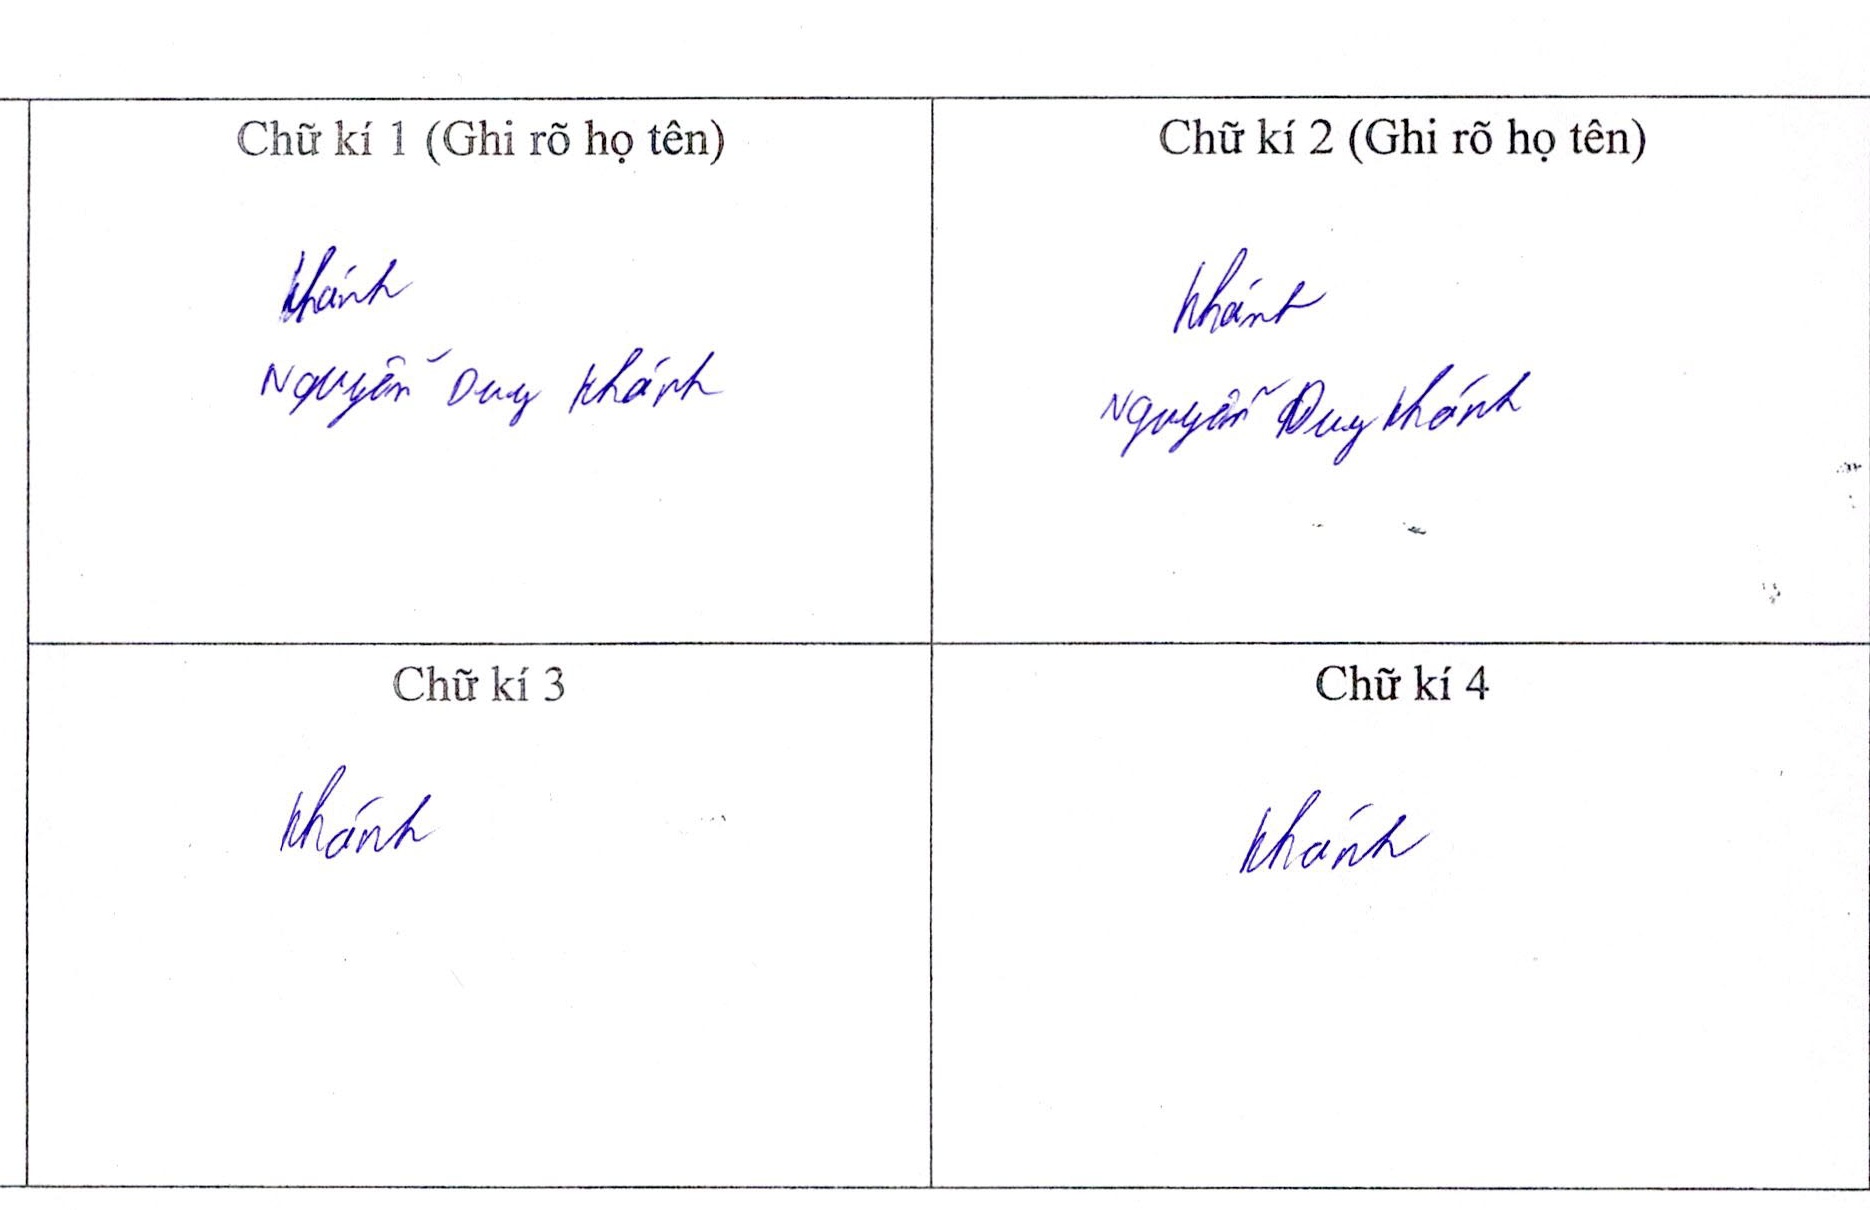 Chữ kí 1 (Ghi rõ họ tên)
Khánh
Nguyễn Duy Khánh
Chữ kí 2 (Ghi rõ họ tên)
Khánh
Nguyễn Duy Khánh
Chữ kí 3
Khánh
Chữ kí 4
Khánh